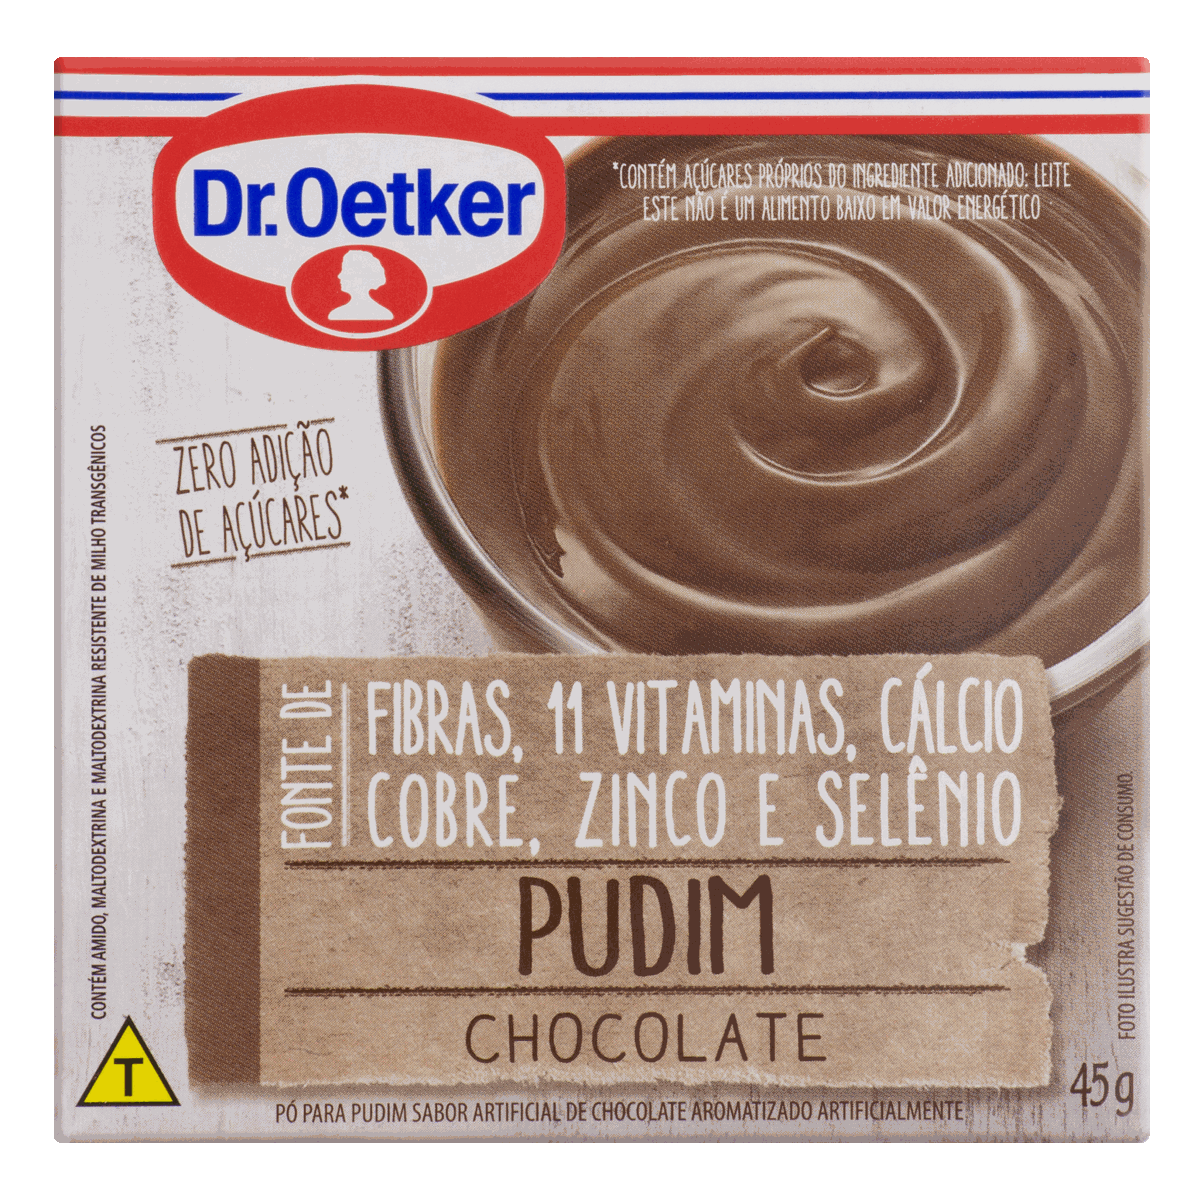 Dr.Oetker
*CONTÉM AÇÚCARES PRÓPRIOS DO INGREDIENTE ADICIONADO: LEITE
ESTE NÃO É UM ALIMENTO BAIXO EM VALOR ENERGÉTICO
ZERO ADIÇÃO
DE AÇÚCARES*
CONTÉM AMIDO, MALTODEXTRINA E MALTODEXTRINA RESISTENTE DE MILHO TRANSGÊNICOS
FONTE DE
FIBRAS, 11 VITAMINAS, CÁLCIO
COBRE, ZINCO E SELÊNIO
PUDIM
CHOCOLATE
FOTO ILUSTRA SUGESTÃO DE CONSUMO.
T
45g
PÓ PARA PUDIM SABOR ARTIFICIAL DE CHOCOLATE AROMATIZADO ARTIFICIALMENTE